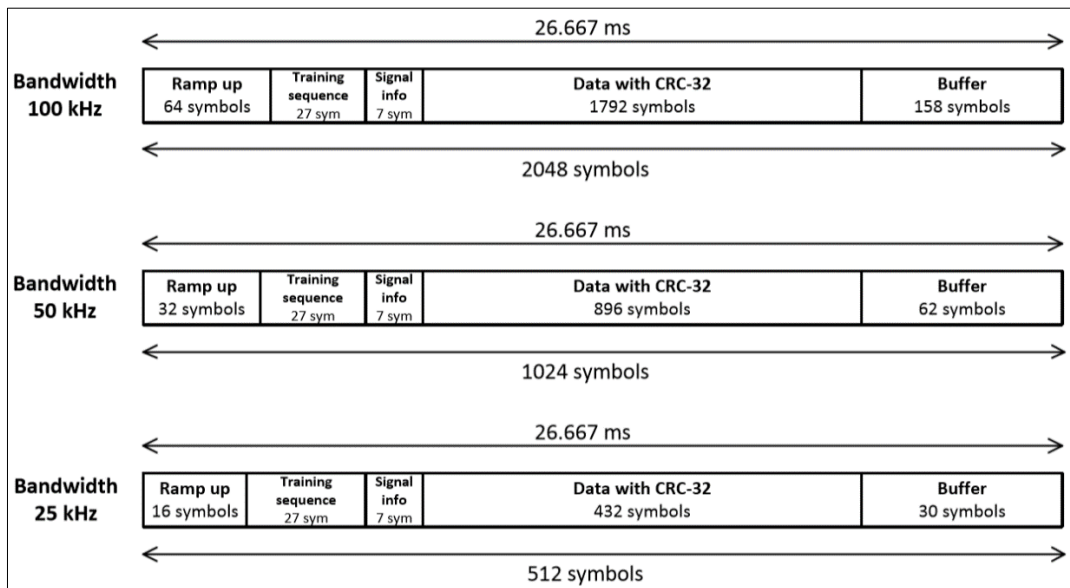 26.667 ms
Bandwidth
100 kHz
Ramp up
64 symbols
Training
sequence
27 sym
Signal
info
7 sym
Data with CRC-32
1792 symbols
Buffer
158 symbols
2048 symbols
26.667 ms
Bandwidth
50 kHz
Ramp up
32 symbols
Training
sequence
27 sym
Signal
info
7 sym
Data with CRC-32
896 symbols
Buffer
62 symbols
1024 symbols
26.667 ms
Bandwidth
25 kHz
Ramp up
16 symbols
Training
sequence
27 sym
Signal
info
7 sym
Data with CRC-32
432 symbols
Buffer
30 symbols
512 symbols